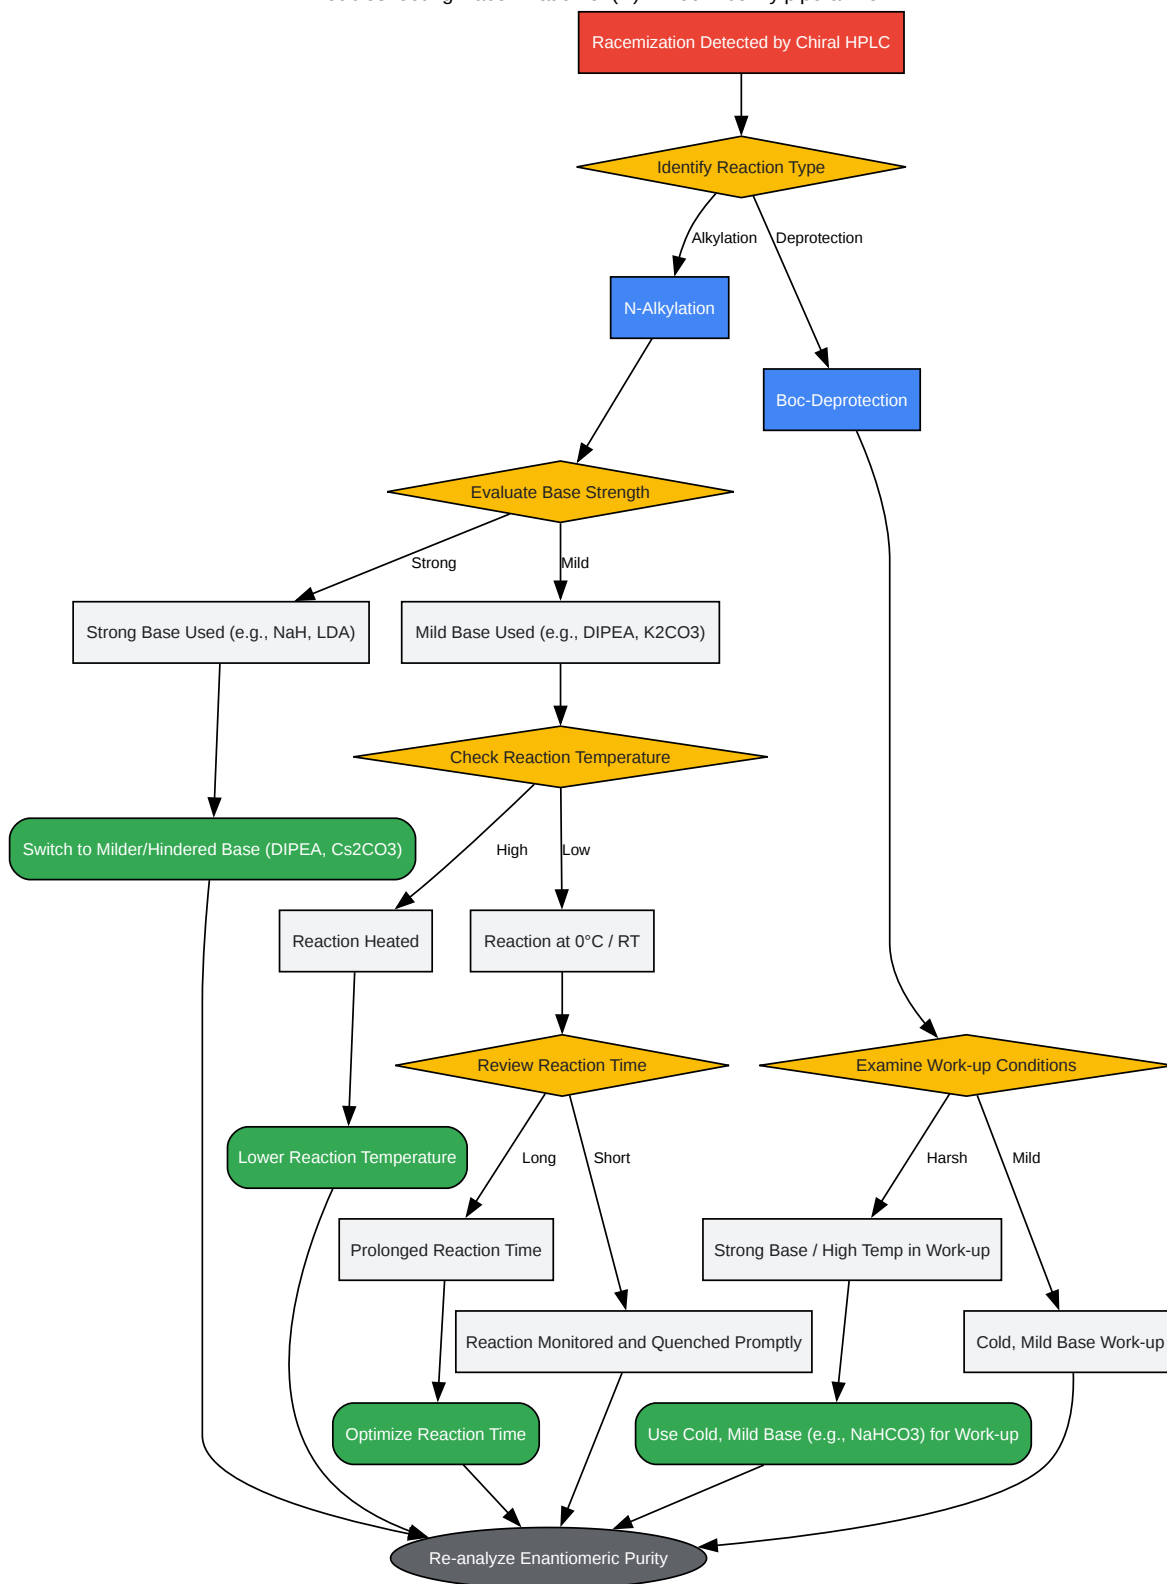 Racemization Detected by Chiral HPLC
Identify Reaction Type
Alkylation
Deprotection
N-Alkylation
Boc-Deprotection
Evaluate Base Strength
Strong
Mild
Strong Base Used (e.g., NaH, LDA)
Mild Base Used (e.g., DIPEA, K2CO3)
Check Reaction Temperature
Switch to Milder/Hindered Base (DIPEA, Cs2CO3)
High
Low
Reaction Heated
Reaction at 0°C / RT
Review Reaction Time
Examine Work-up Conditions
Lower Reaction Temperature
Long
Short
Harsh
Mild
Prolonged Reaction Time
Strong Base / High Temp in Work-up
Reaction Monitored and Quenched Promptly
Cold, Mild Base Work-up
Optimize Reaction Time
Use Cold, Mild Base (e.g., NaHCO3) for Work-up
Re-analyze Enantiomeric Purity